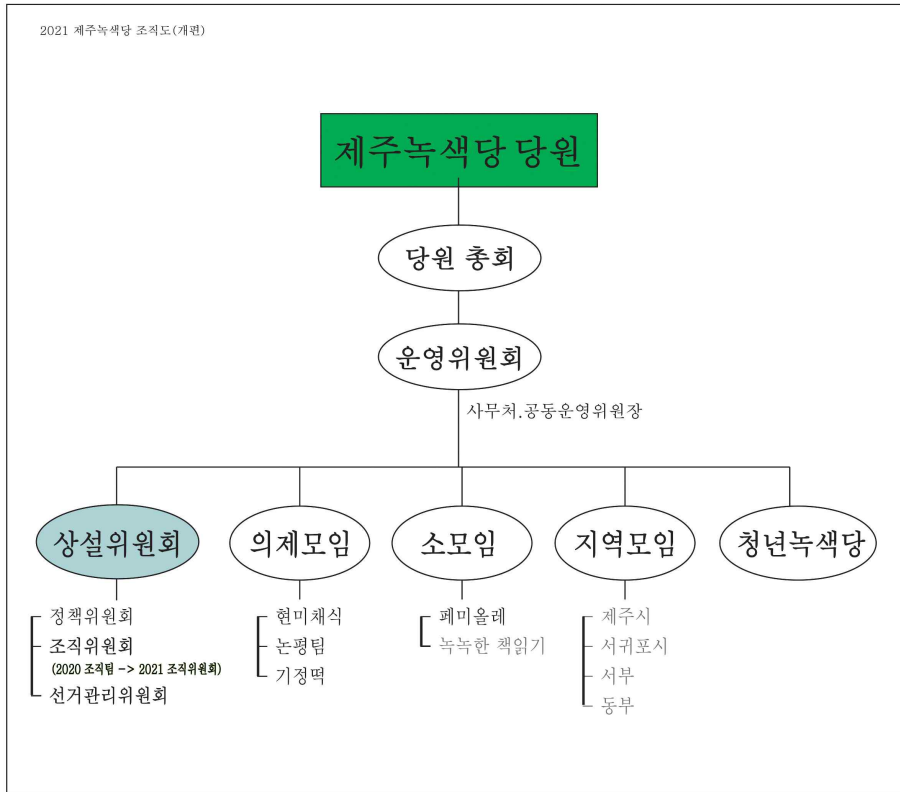 2021 제주녹색당 조직도(개편)
제주녹색당 당원
당원 총회
운영위원회
사무처.공동운영위원장
상설위원회
정책위원회
조직위원회
(2020 조직팀 -> 2021 조직위원회)
선거관리위원회
의제모임
현미채식
논평팀
기정떡
소모임
페미올레
녹녹한 책읽기
지역모임
제주시
서귀포시
서부
동부
청년녹색당